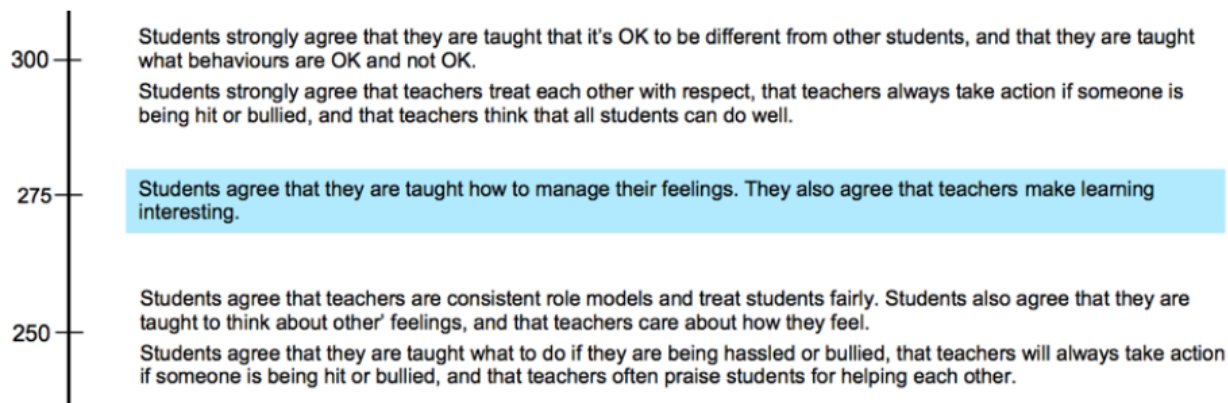 Students strongly agree that they are taught that it's OK to be different from other students, and that they are taught
300
what behaviours are OK and not OK.
Students strongly agree that teachers treat each other with respect, that teachers always take action if someone is
being hit or bullied, and that teachers think that all students can do well.
275
Students agree that they are taught how to manage their feelings. They also agree that teachers make learning
interesting.
Students agree that teachers are consistent role models and treat students fairly. Students also agree that they are
taught to think about other' feelings, and that teachers care about how they feel.
250
Students agree that they are taught what to do if they are being hassled or bullied, that teachers will always take action
if someone is being hit or bullied, and that teachers often praise students for helping each other.